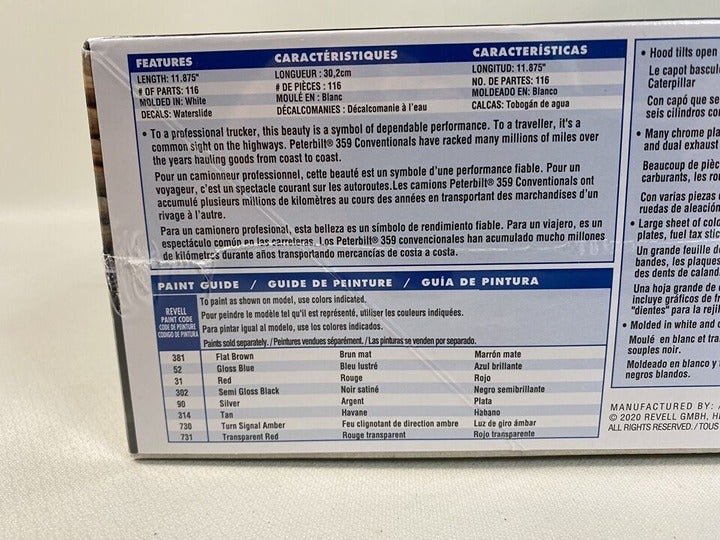 FEATURES
LENGTH: 11.875"
# OF PARTS: 116
MOLDED IN: White
DECALS: Waterslide
CARACTÉRISTIQUES
LONGUEUR : 30,2cm
# DE PIÈCES : 116
MOULÉ EN : Blanc
DÉCALCOMANIES : Décalcomanie à l'eau
CARACTERÍSTICAS
LONGITUD: 11.875"
NO. DE PARTES: 116
MOLDEADO EN: Blanco
CALCAS: Tobogán de agua
• To a professional trucker, this beauty is a symbol of dependable performance. To a traveller, it's a
common sight on the highways. Peterbilt® 359 Conventionals have racked many millions of miles over
the years hauling goods from coast to coast.
Pour un camionneur professionnel, cette beauté est un symbole d'une performance fiable. Pour un
voyageur, c'est un spectacle courant sur les autoroutes.Les camions Peterbilt® 359 Conventionals ont
accumulé plusieurs millions de kilomètres au cours des années en transportant des marchandises d'un
rivage à l'autre.
Para un camionero profesional, esta belleza es un símbolo de rendimiento fiable. Para un viajero, es un
espectáculo común en las carreteras. Los Peterbilt® 359 convencionales han acumulado mucho millones
de kilómetros durante años transportando mercancías de costa a costa.
PAINT GUIDE / GUIDE DE PEINTURE / GUÍA DE PINTURA
REVELL
PAINT CODE
CODE DE PEINTURE
CÓDIGO DE PINTURA
To paint as shown on model, use colors indicated.
Pour peindre le modèle tel qu'il est représenté, utiliser les couleurs indiquées.
Para pintar igual al modelo, use los colores indicados.
Paints sold separately. / Peintures vendues séparément. / Las pinturas se venden por separado.
381 Flat Brown Brun mat Marrón mate
52 Gloss Blue Bleu lustré Azul brillante
31 Red Rouge Rojo
302 Semi Gloss Black Noir satiné Negro semibrillante
90 Silver Argent Plata
314 Tan Havane Habano
730 Turn Signal Amber Feu clignotant de direction ambre Luz de giro ámbar
731 Transparent Red Rouge transparent Rojo transparente
• Hood tilts open
Le capot bascul
Caterpillar
Con capó que se
seis cilindros co
• Many chrome pla
and dual exhaust
Beaucoup de pièc
carburants, les ro
Con varias piezas
ruedas de aleació
• Large sheet of colo
plates, fuel tax stic
Un grande feuille d
bandes, les plaques
des dents de caland
Una hoja grande de
incluye gráficos de f
"dientes" para la reji
• Molded in white and
Moulé en blanc et tra
souples noir.
Moldeado en blanco y
negros blandos.
MANUFACTURED BY:
© 2020 REVELL GMBH, HE
ALL RIGHTS RESERVED. / TOUS